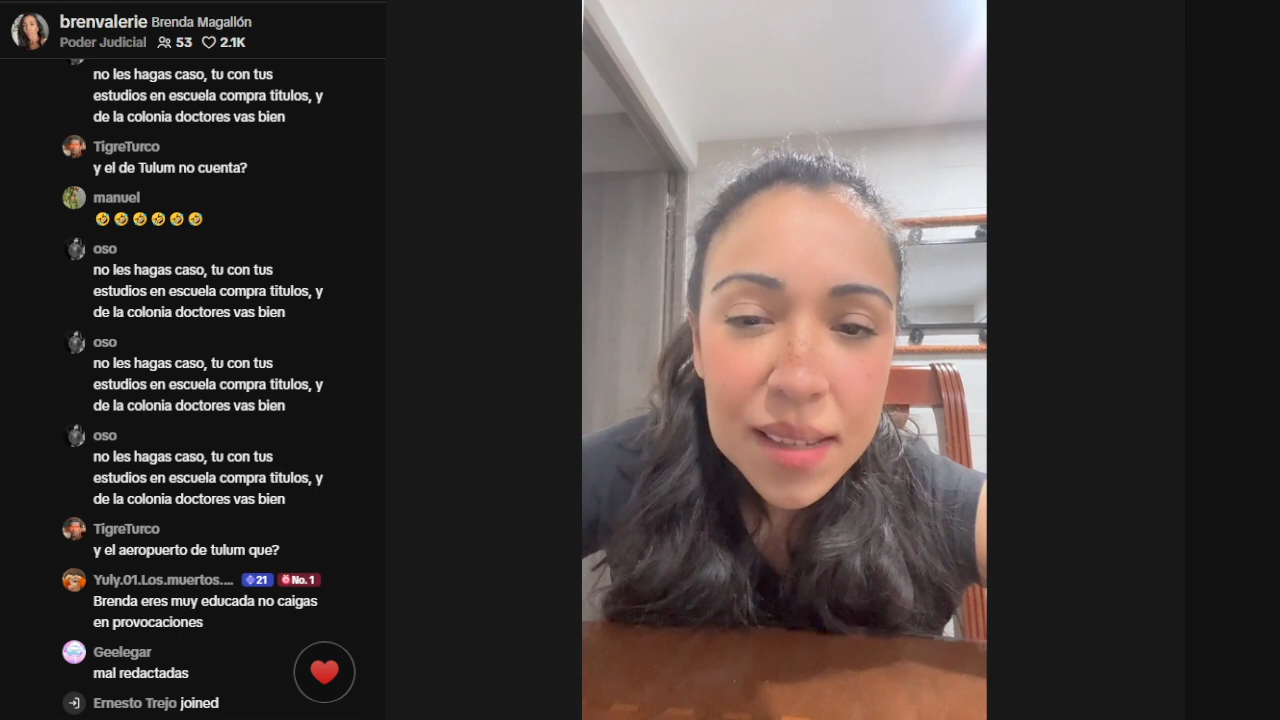 brenvalerie Brenda Magallón
Poder Judicial 53 2.1K
no les hagas caso, tu con tus
estudios en escuela compra titulos, y
de la colonia doctores vas bien
TigreTurco
y el de Tulum no cuenta?
manuel
🤣🤣🤣🤣🤣🤣
oso
no les hagas caso, tu con tus
estudios en escuela compra titulos, y
de la colonia doctores vas bien
oso
no les hagas caso, tu con tus
estudios en escuela compra titulos, y
de la colonia doctores vas bien
oso
no les hagas caso, tu con tus
estudios en escuela compra titulos, y
de la colonia doctores vas bien
TigreTurco
y el aeropuerto de tulum que?
Yuly.01.Los.muertos.... 21 No. 1
Brenda eres muy educada no caigas
en provocaciones
Geelegar
mal redactadas
Ernesto Trejo joined